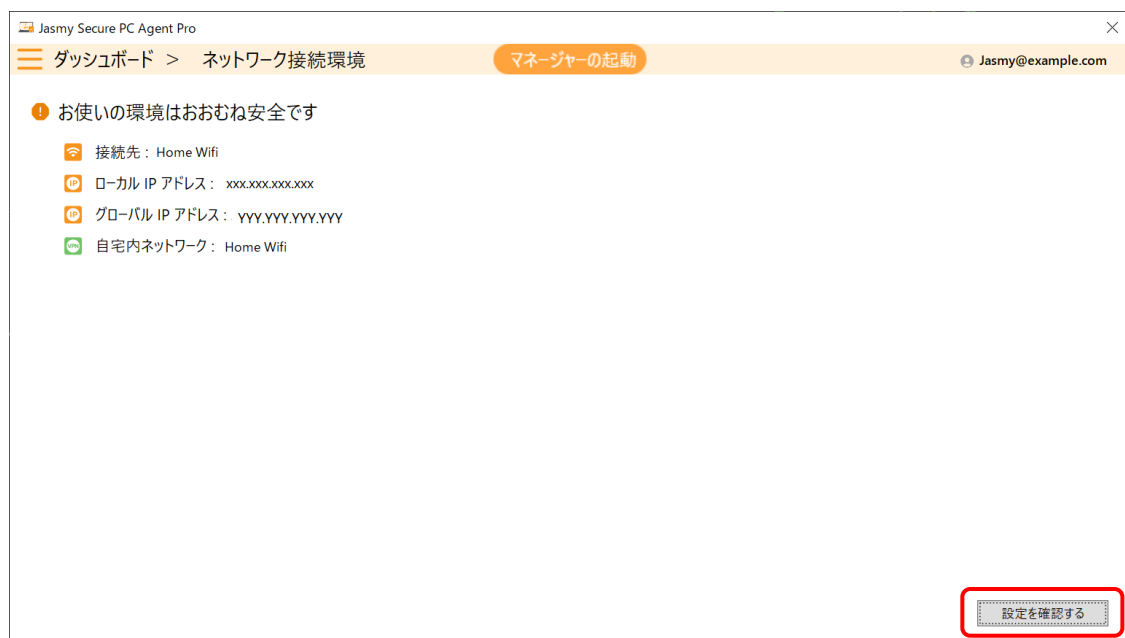 Jasmy Secure PC Agent Pro
ダッシュボード > ネットワーク接続環境 マネージャーの起動 Jasmy@example.com
お使いの環境はおおむね安全です
接続先： Home Wifi
IP ローカル IP アドレス： xxx.xxx.xxx.xxx
IP グローバル IP アドレス： YYY.YYY.YYY.YYY
VPN 自宅内ネットワーク： Home Wifi
設定を確認する